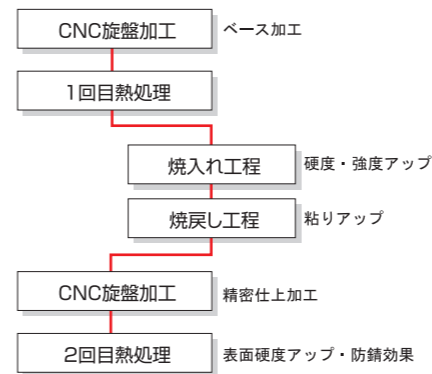 CNC旋盤加工 ベース加工
1回目熱処理
焼入れ工程 硬度・強度アップ
焼戻し工程 粘りアップ
CNC旋盤加工 精密仕上加工
2回目熱処理 表面硬度アップ・防錆効果